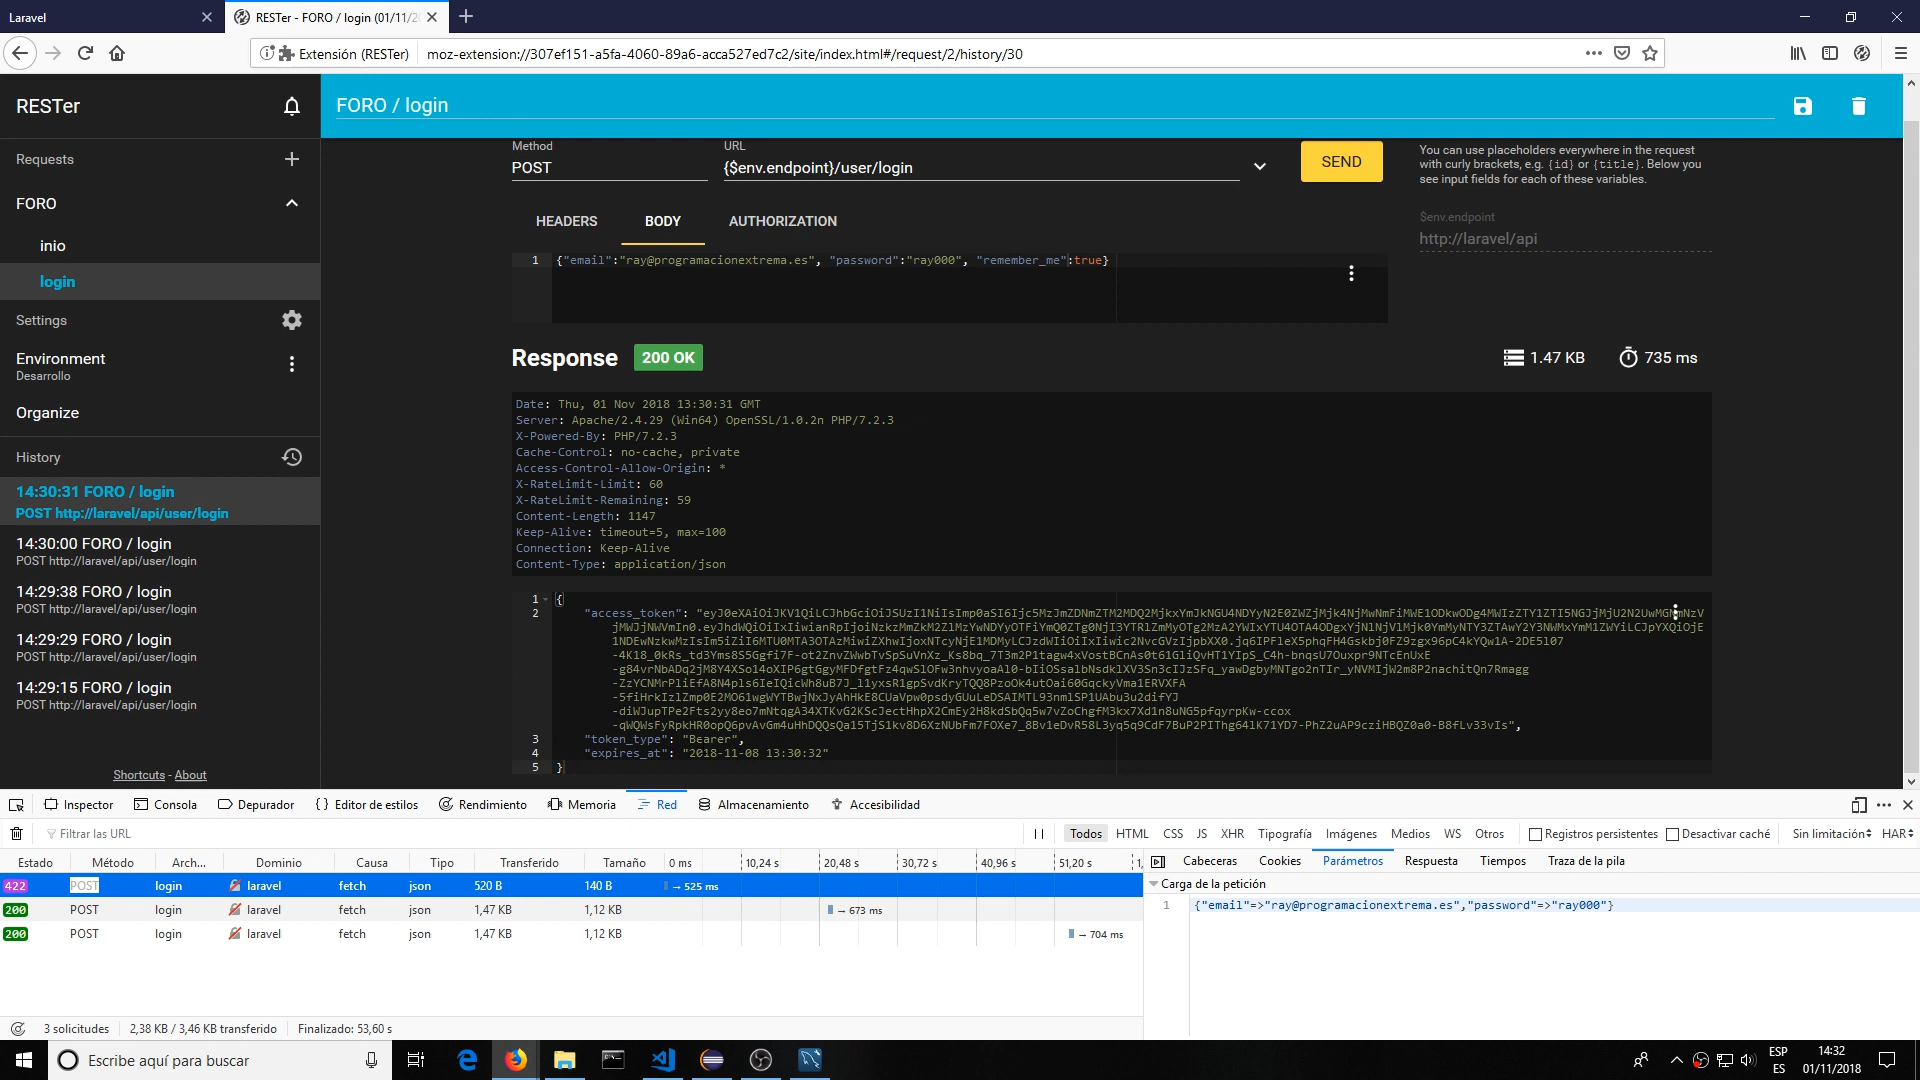 Laravel
RESTer - FORO / login (01/11/2
Extensión (RESTer)
moz-extension://307ef151-a5fa-4060-89a6-acca527ed7c2/site/index.html#/request/2/history/30
RESTer
FORO / login
Requests
FORO
inio
login
Settings
Environment
Desarrollo
Organize
History
14:30:31 FORO / login
POST http://laravel/api/user/login
14:30:00 FORO / login
POST http://laravel/api/user/login
14:29:38 FORO / login
POST http://laravel/api/user/login
14:29:29 FORO / login
POST http://laravel/api/user/login
14:29:15 FORO / login
POST http://laravel/api/user/login
Shortcuts - About
Method
POST
URL
{$env.endpoint}/user/login
SEND
You can use placeholders everywhere in the request
with curly brackets, e.g. {id} or {title}. Below you
see input fields for each of these variables.
$env.endpoint
http://laravel/api
HEADERS
BODY
AUTHORIZATION
1 {"email":"ray@programacionextrema.es", "password":"ray000", "remember_me":true}
Response 200 OK
1.47 KB
735 ms
Date: Thu, 01 Nov 2018 13:30:31 GMT
Server: Apache/2.4.29 (Win64) OpenSSL/1.0.2n PHP/7.2.3
X-Powered-By: PHP/7.2.3
Cache-Control: no-cache, private
Access-Control-Allow-Origin: *
X-RateLimit-Limit: 60
X-RateLimit-Remaining: 59
Content-Length: 1147
Keep-Alive: timeout=5, max=100
Connection: Keep-Alive
Content-Type: application/json
1 {
2 "access_token":
3 "token_type": "Bearer",
4 "expires_at": "2018-11-08 13:30:32"
5 }
Inspector
Consola
Depurador
{} Editor de estilos
Rendimiento
Memoria
Red
Almacenamiento
Accesibilidad
Filtrar las URL
Todos HTML CSS JS XHR Tipografía Imágenes Medios WS Otros
Registros persistentes
Desactivar caché
Sin limitación
HAR
Estado Método Arch... Dominio Causa Tipo Transferido Tamaño 0 ms 10,24 s 20,48 s 30,72 s 40,96 s 51,20 s 1,
422 POST login laravel fetch json 520 B 140 B → 525 ms
200 POST login laravel fetch json 1,47 KB 1,12 KB → 673 ms
200 POST login laravel fetch json 1,47 KB 1,12 KB → 704 ms
Cabeceras Cookies Parámetros Respuesta Tiempos Traza de la pila
Carga de la petición
1 {"email"=>"ray@programacionextrema.es","password"=>"ray000"}
3 solicitudes
2,38 KB / 3,46 KB transferido
Finalizado: 53,60 s
Escribe aquí para buscar
ESP
ES
14:32
01/11/2018